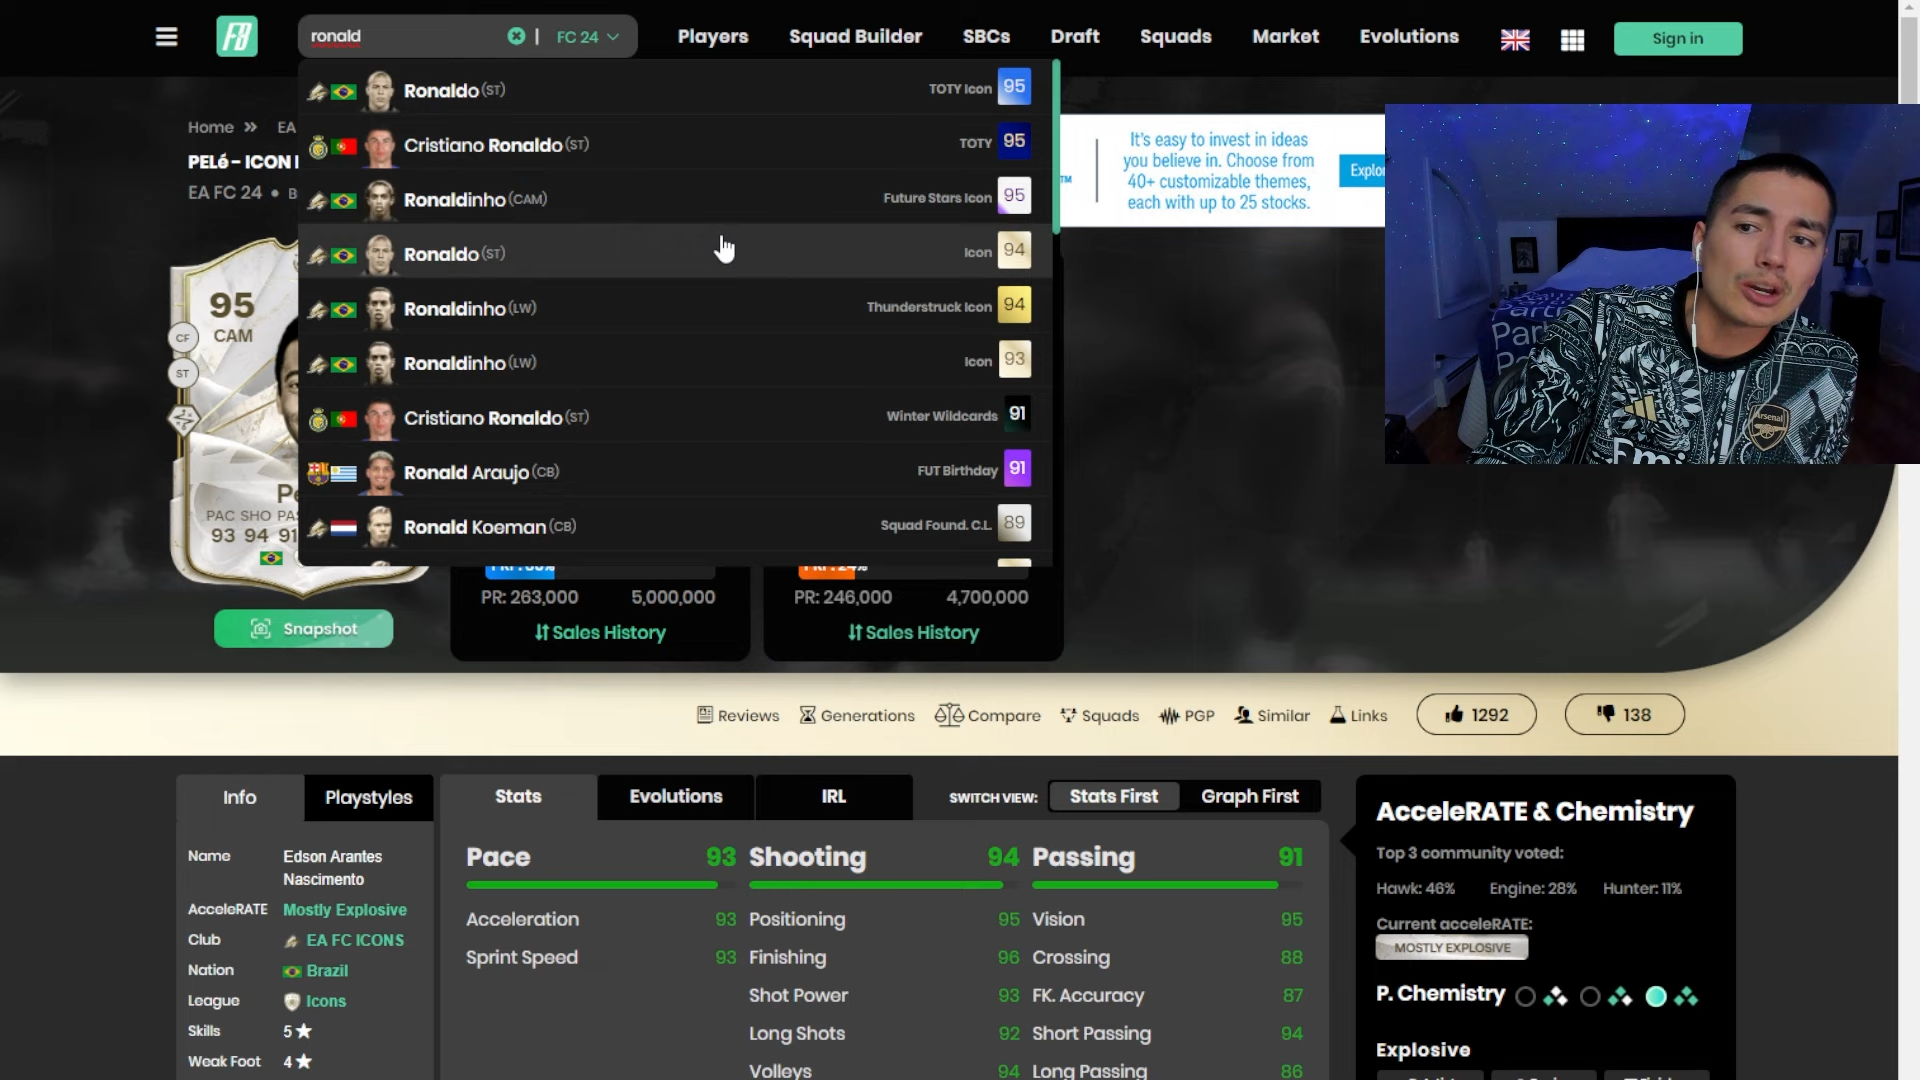 ronald
FC 24
Players
Squad Builder
SBCs
Draft
Squads
Market
Evolutions
Sign in
Ronaldo (ST) TOTY Icon 95
Cristiano Ronaldo (ST) TOTY 95
Ronaldinho (CAM) Future Stars Icon 95
Ronaldo (ST) Icon 94
Ronaldinho (LW) Thunderstruck Icon 94
Ronaldinho (LW) Icon 93
Cristiano Ronaldo (ST) Winter Wildcards 91
Ronald Araujo (CB) FUT Birthday 91
Ronald Koeman (CB) Squad Found. C.L. 89
Home » EA
PELé - ICON
EA FC 24 •
95
CAM
CF
ST
PAC SHO PAS
93 94 91
Snapshot
It's easy to invest in ideas
you believe in. Choose from
40+ customizable themes,
each with up to 25 stocks.
Explor
Arsenal
PR: 263,000 5,000,000
Sales History
PR: 246,000 4,700,000
Sales History
Reviews
Generations
Compare
Squads
PGP
Similar
Links
1292
138
Info
Playstyles
Name Edson Arantes
Nascimento
AcceleRATE Mostly Explosive
Club EA FC ICONS
Nation Brazil
League Icons
Skills 5★
Weak Foot 4★
Stats
Evolutions
IRL
SWITCH VIEW:
Stats First
Graph First
Pace 93
Acceleration 93
Sprint Speed 93
Shooting 94
Positioning 95
Finishing 96
Shot Power 93
Long Shots 92
Volleys 94
Passing 91
Vision 95
Crossing 88
FK. Accuracy 87
Short Passing 94
Long Passing 86
AcceleRATE & Chemistry
Top 3 community voted:
Hawk: 46% Engine: 28% Hunter: 11%
Current acceleRATE:
MOSTLY EXPLOSIVE
P. Chemistry
Explosive